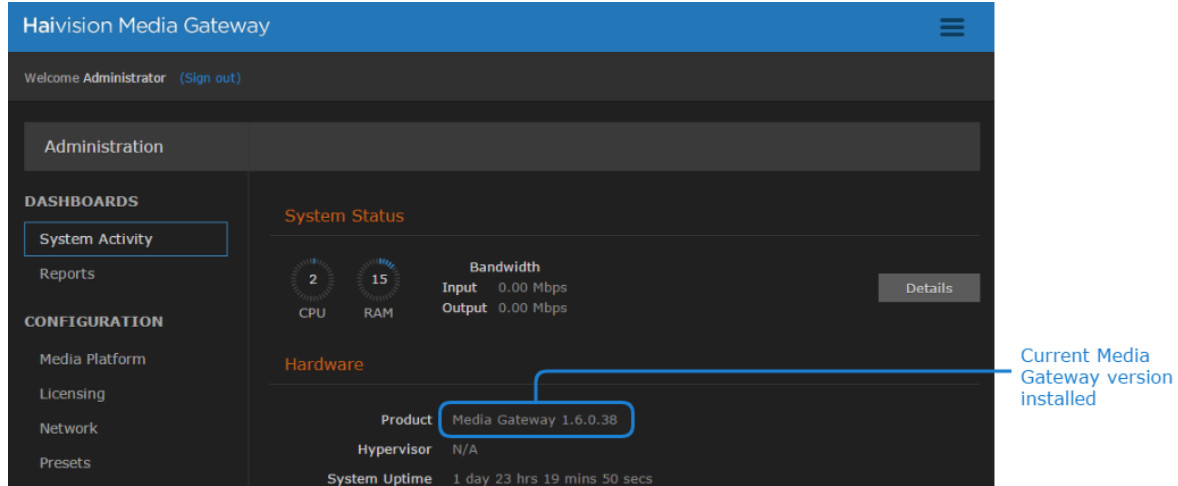 Haivision Media Gateway
Welcome Administrator (Sign out)
Administration
DASHBOARDS
System Activity
Reports
CONFIGURATION
Media Platform
Licensing
Network
Presets
System Status
2
CPU
15
RAM
Bandwidth
Input 0.00 Mbps
Output 0.00 Mbps
Details
Hardware
Product Media Gateway 1.6.0.38
Hypervisor N/A
System Uptime 1 day 23 hrs 19 mins 50 secs
Current Media
Gateway version
installed